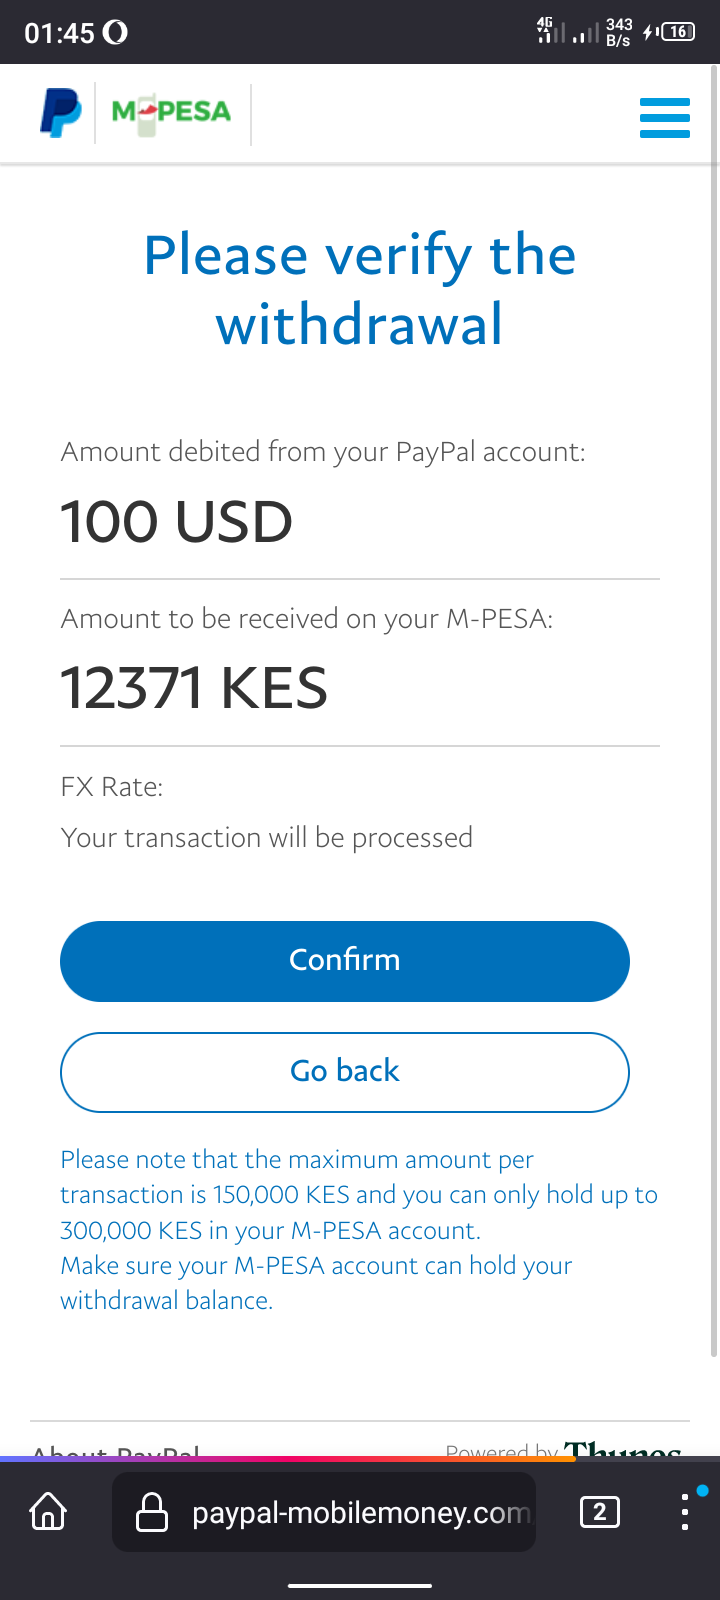 01:45
4G 343 B/s 16
M-PESA
Please verify the
withdrawal
Amount debited from your PayPal account:
100 USD
Amount to be received on your M-PESA:
12371 KES
FX Rate:
Your transaction will be processed
Confirm
Go back
Please note that the maximum amount per
transaction is 150,000 KES and you can only hold up to
300,000 KES in your M-PESA account.
Make sure your M-PESA account can hold your
withdrawal balance.
About PayPal Powered by Thunes
paypal-mobilemoney.com 2